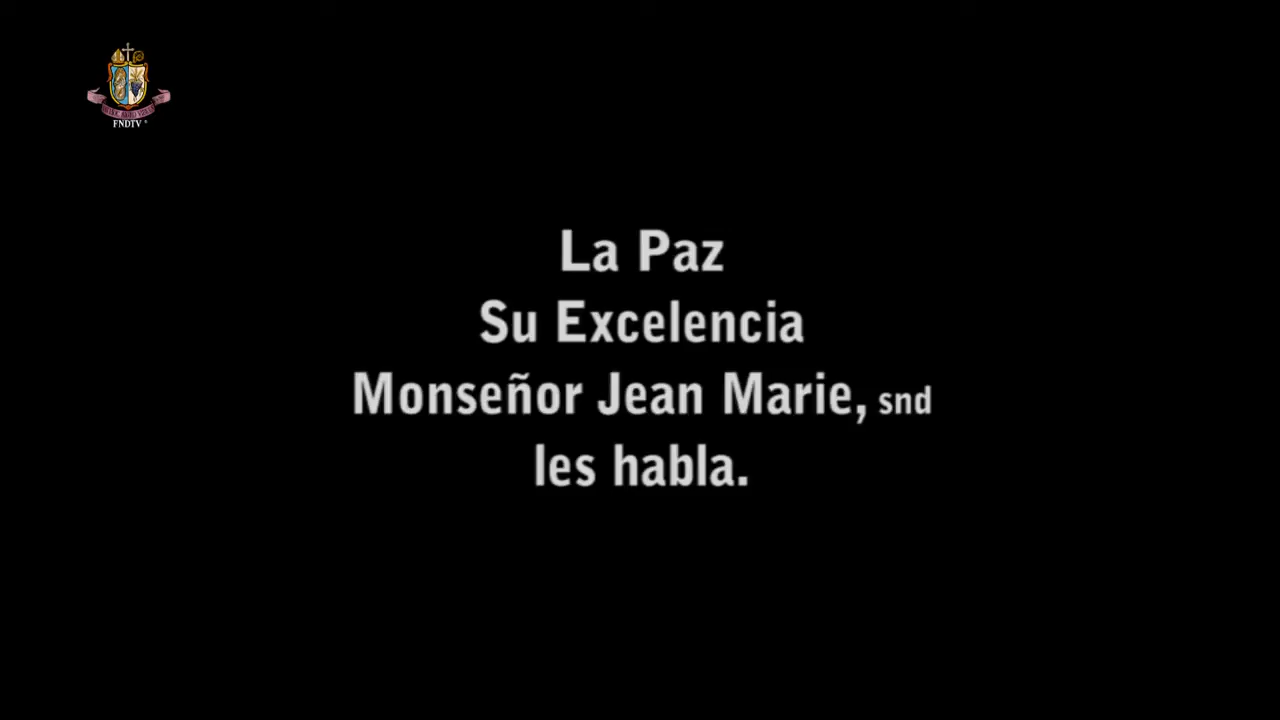 FNDTV
La Paz
Su Excelencia
Monseñor Jean Marie, snd
les habla.